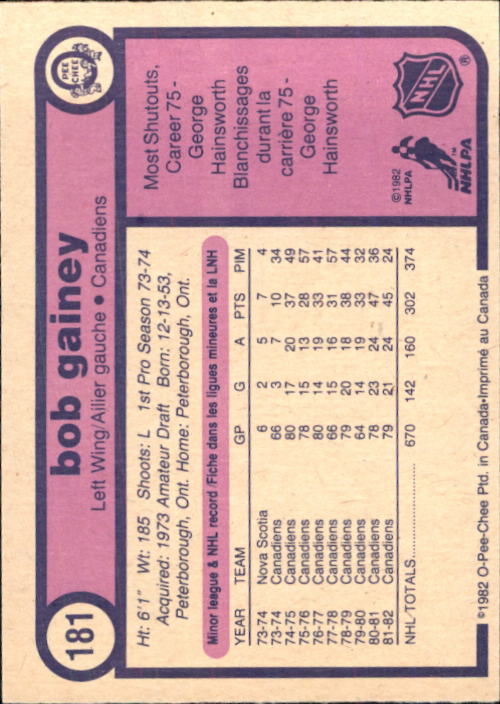 181
bob gainey
Left Wing/Ailier gauche • Canadiens
OPEE CHEE
Ht: 6'1" Wt: 185 Shoots: L 1st Pro Season 73-74
Acquired: 1973 Amateur Draft Born: 12-13-53,
Peterborough, Ont. Home: Peterborough, Ont.
Minor league & NHL record/Fiche dans les ligues mineures et la LNH
YEAR TEAM GP G A PTS PIM
73-74 Nova Scotia 6 2 5 7 4
73-74 Canadiens 66 3 7 10 34
74-75 Canadiens 80 17 20 37 49
75-76 Canadiens 78 15 13 28 57
76-77 Canadiens 80 14 19 33 41
77-78 Canadiens 66 15 16 31 57
78-79 Canadiens 79 20 18 38 44
79-80 Canadiens 64 14 19 33 32
80-81 Canadiens 78 23 24 47 36
81-82 Canadiens 79 21 24 45 24
NHL TOTALS 670 142 160 302 374
Most Shutouts,
Career 75 -
George
Hainsworth
Blanchissages
durant la
carrière 75 -
George
Hainsworth
©1982
NHLPA
NHLPA™
NHL®
©1982 O-Pee-Chee Ptd. in Canada•Imprimé au Canada